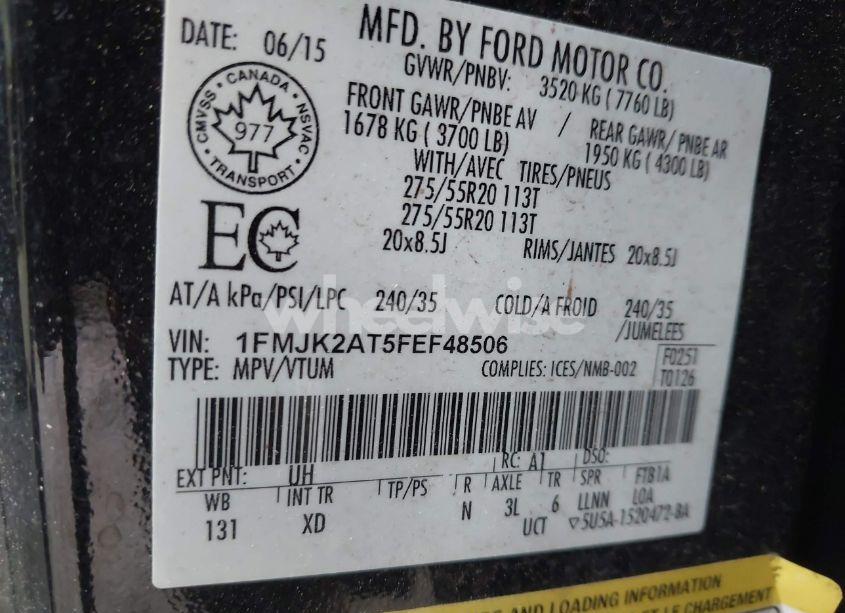 DATE: 06/15
MFD. BY FORD MOTOR CO.
GVWR/PNBV: 3520 KG ( 7760 LB)
CMVSS CANADA NSVAC
977
TRANSPORT
FRONT GAWR/PNBE AV / REAR GAWR/ PNBE AR
1678 KG ( 3700 LB) 1950 KG ( 4300 LB)
WITH/AVEC TIRES/PNEUS
275/55R20 113T
275/55R20 113T
20x8.5J RIMS/JANTES 20x8.5J
EC
AT/A kPa/PSI/LPC 240/35 COLD/A FROID 240/35
/JUMELEES
wheelwise
VIN: 1FMJK2AT5FEF48506
F0251
TYPE: MPV/VTUM COMPLIES: ICES/NMB-002 T0126
EXT PNT: UH RC: A1 DSO:
WB INT TR TP/PS R AXLE TR SPR FTB1A
131 XD N 3L 6 LLNN LOA
UCT 5U5A-1520472-BA
AND LOADING INFORMATION
LE CHARGEMENT